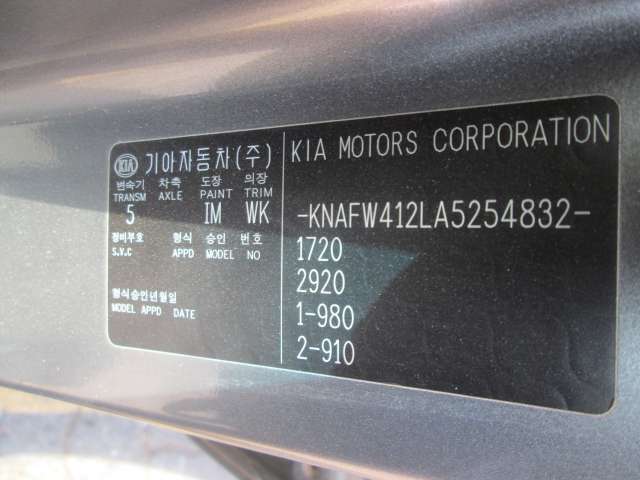 KIA 기아자동차(주)
변속기 차축 도장 의장
TRANSM AXLE PAINT TRIM
5 IM WK
정비부호 형식 승인 번호
S.V.C APPD MODEL NO
형식승인년월일
MODEL APPD DATE
KIA MOTORS CORPORATION
-KNAFW412LA5254832-
1720
2920
1-980
2-910